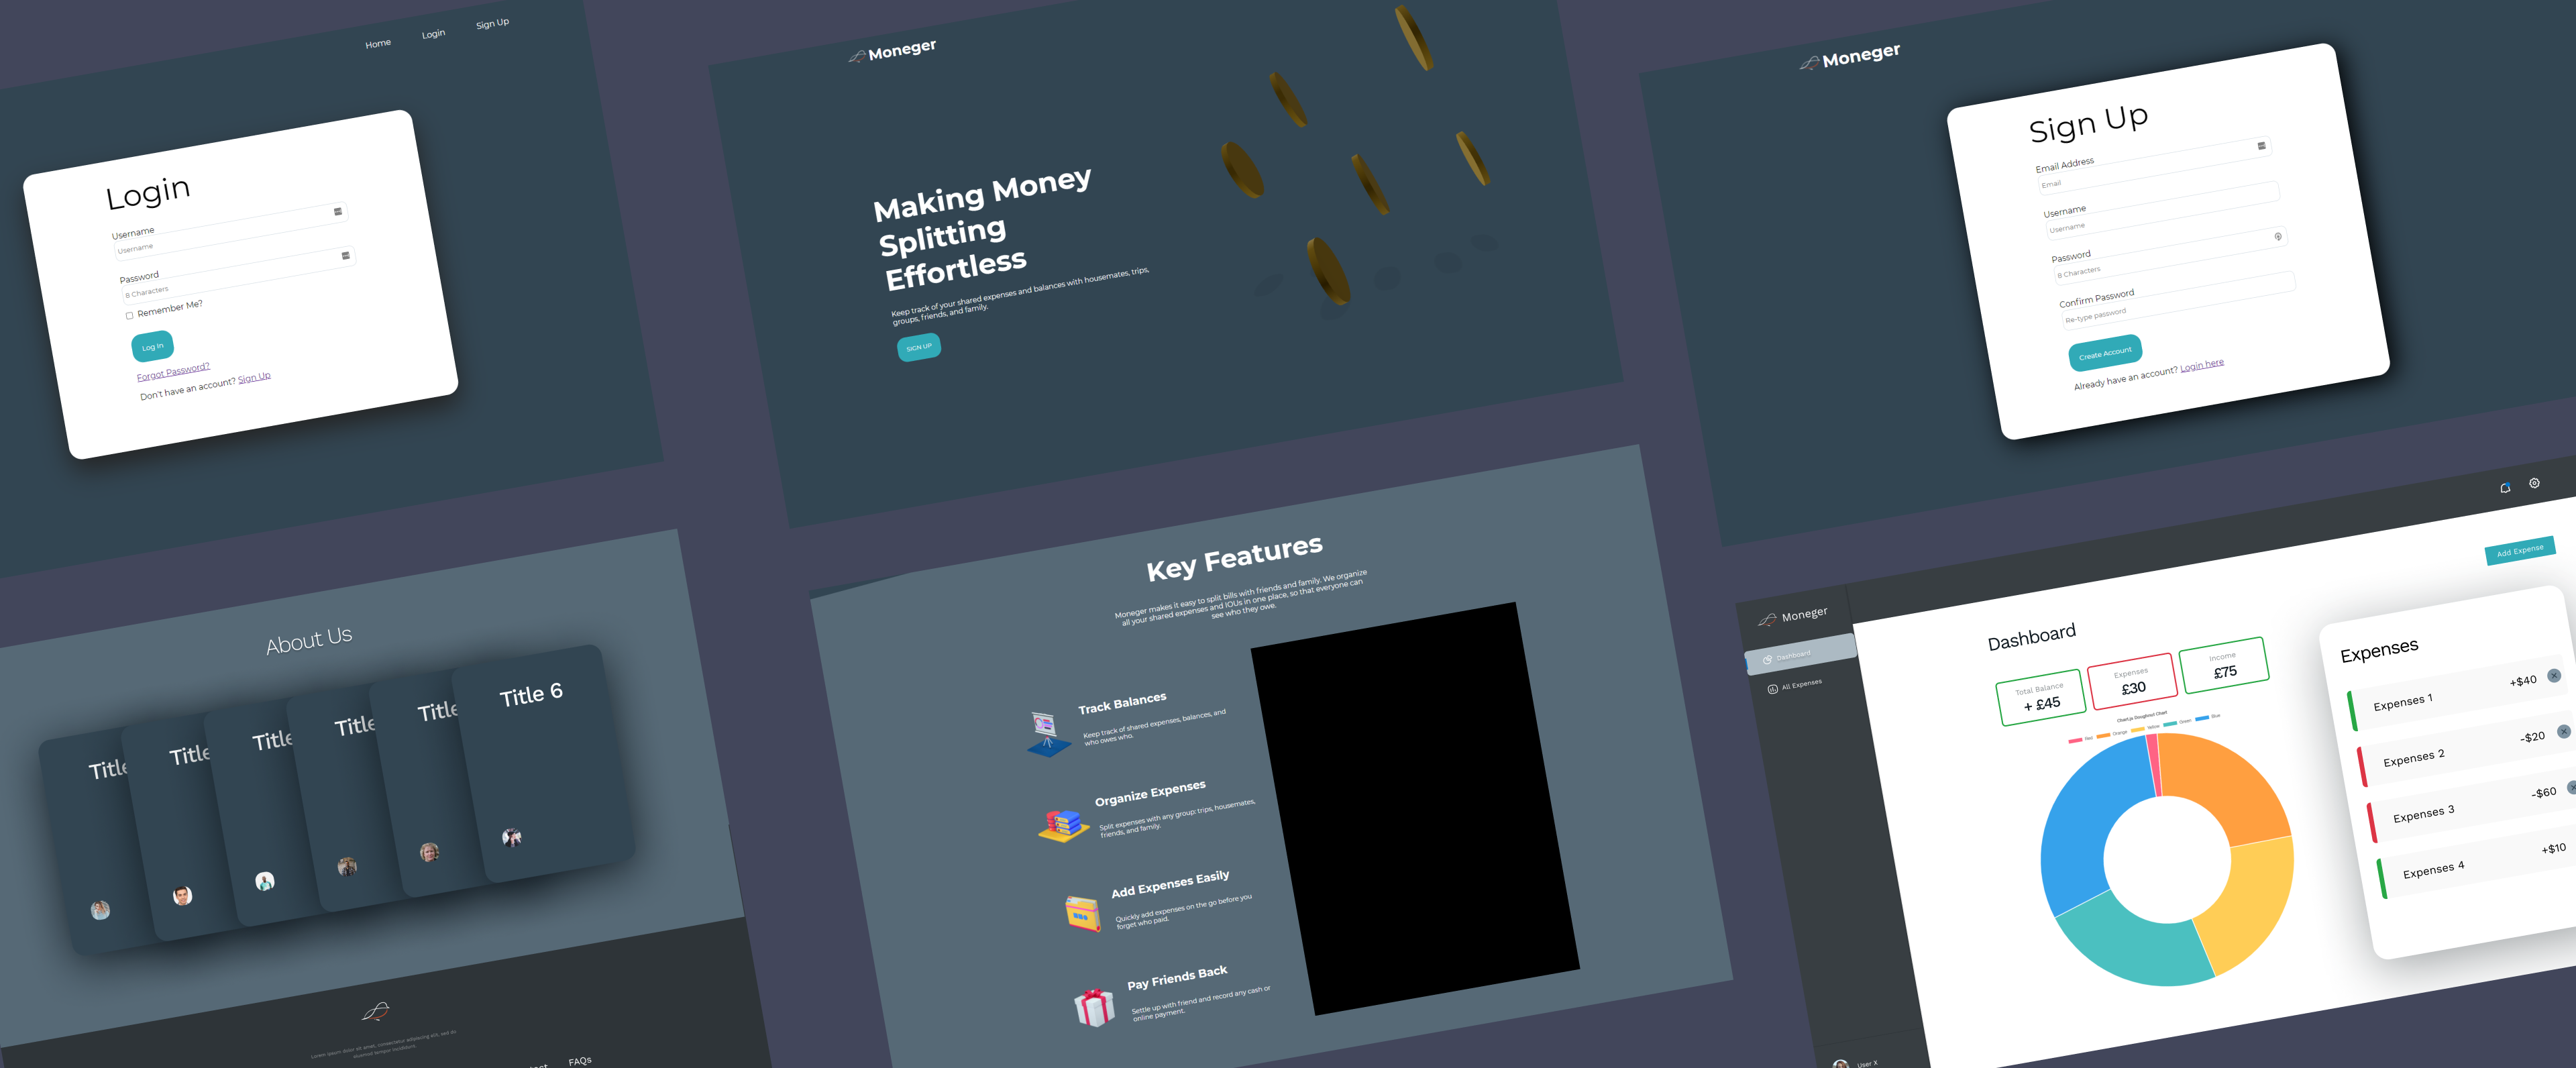 Home
Login
Sign Up
Login
Username
Username
Password
8 Characters
Remember Me?
Log In
Forgot Password?
Don't have an account? Sign Up
Moneger
Making Money
Splitting
Effortless
Keep track of your shared expenses and balances with housemates, trips,
groups, friends, and family.
SIGN UP
Moneger
Sign Up
Email Address
Email
Username
Username
Password
8 Characters
Confirm Password
Re-type password
Create Account
Already have an account? Login here
About Us
Title
Title
Title
Title
Title
Title 6
Lorem ipsum dolor sit amet, consectetur adipiscing elit, sed do
eiusmod tempor incididunt.
FAQs
Key Features
Moneger makes it easy to split bills with friends and family. We organize
all your shared expenses and IOUs in one place, so that everyone can
see who they owe.
Track Balances
Keep track of shared expenses, balances, and
who owes who.
Organize Expenses
Split expenses with any group: trips, housemates,
friends, and family.
Add Expenses Easily
Quickly add expenses on the go before you
forget who paid.
Pay Friends Back
Settle up with friend and record any cash or
online payment.
Moneger
Dashboard
All Expenses
User X
Add Expense
Dashboard
Total Balance
+ £45
Expenses
£30
Income
£75
Chart.js Doughnut Chart
Red Orange Yellow Green Blue
Expenses
Expenses 1 +$40
Expenses 2 -$20
Expenses 3 -$60
Expenses 4 +$10